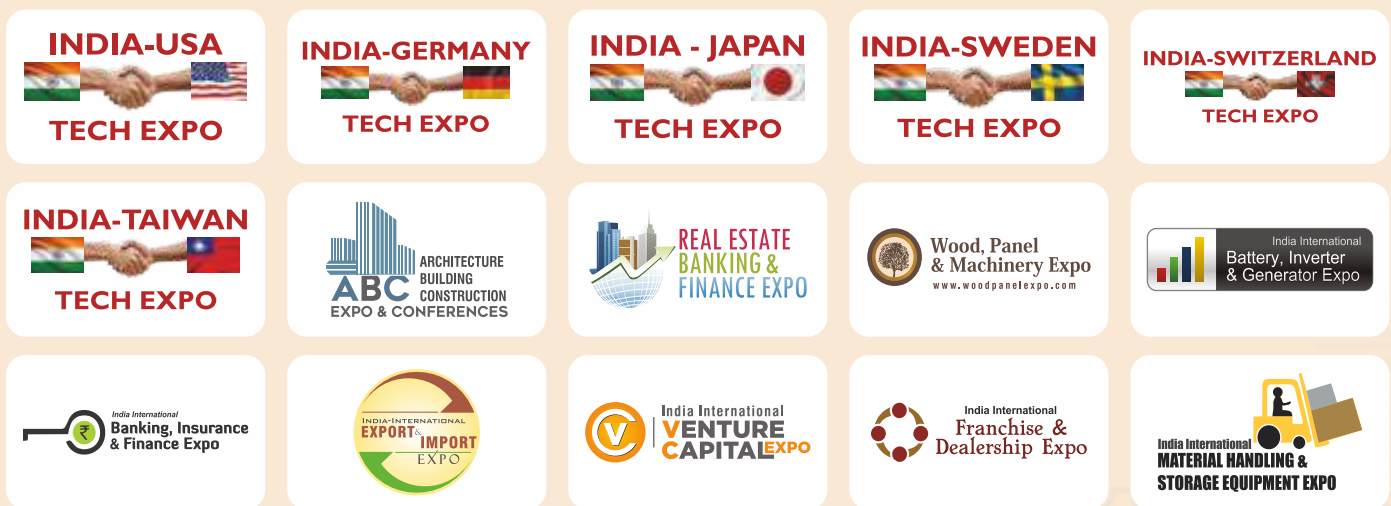 INDIA-USA
TECH EXPO
INDIA-GERMANY
TECH EXPO
INDIA - JAPAN
TECH EXPO
INDIA-SWEDEN
TECH EXPO
INDIA-SWITZERLAND
TECH EXPO
INDIA-TAIWAN
TECH EXPO
ABC
ARCHITECTURE
BUILDING
CONSTRUCTION
EXPO & CONFERENCES
REAL ESTATE
BANKING &
FINANCE EXPO
Wood, Panel
& Machinery Expo
www.woodpanelexpo.com
India International
Battery, Inverter
& Generator Expo
₹
India International
Banking, Insurance
& Finance Expo
INDIA-INTERNATIONAL
EXPORT&
IMPORT
EXPO
V
India International
VENTURE
CAPITAL EXPO
India International
Franchise &
Dealership Expo
India International
MATERIAL HANDLING &
STORAGE EQUIPMENT EXPO